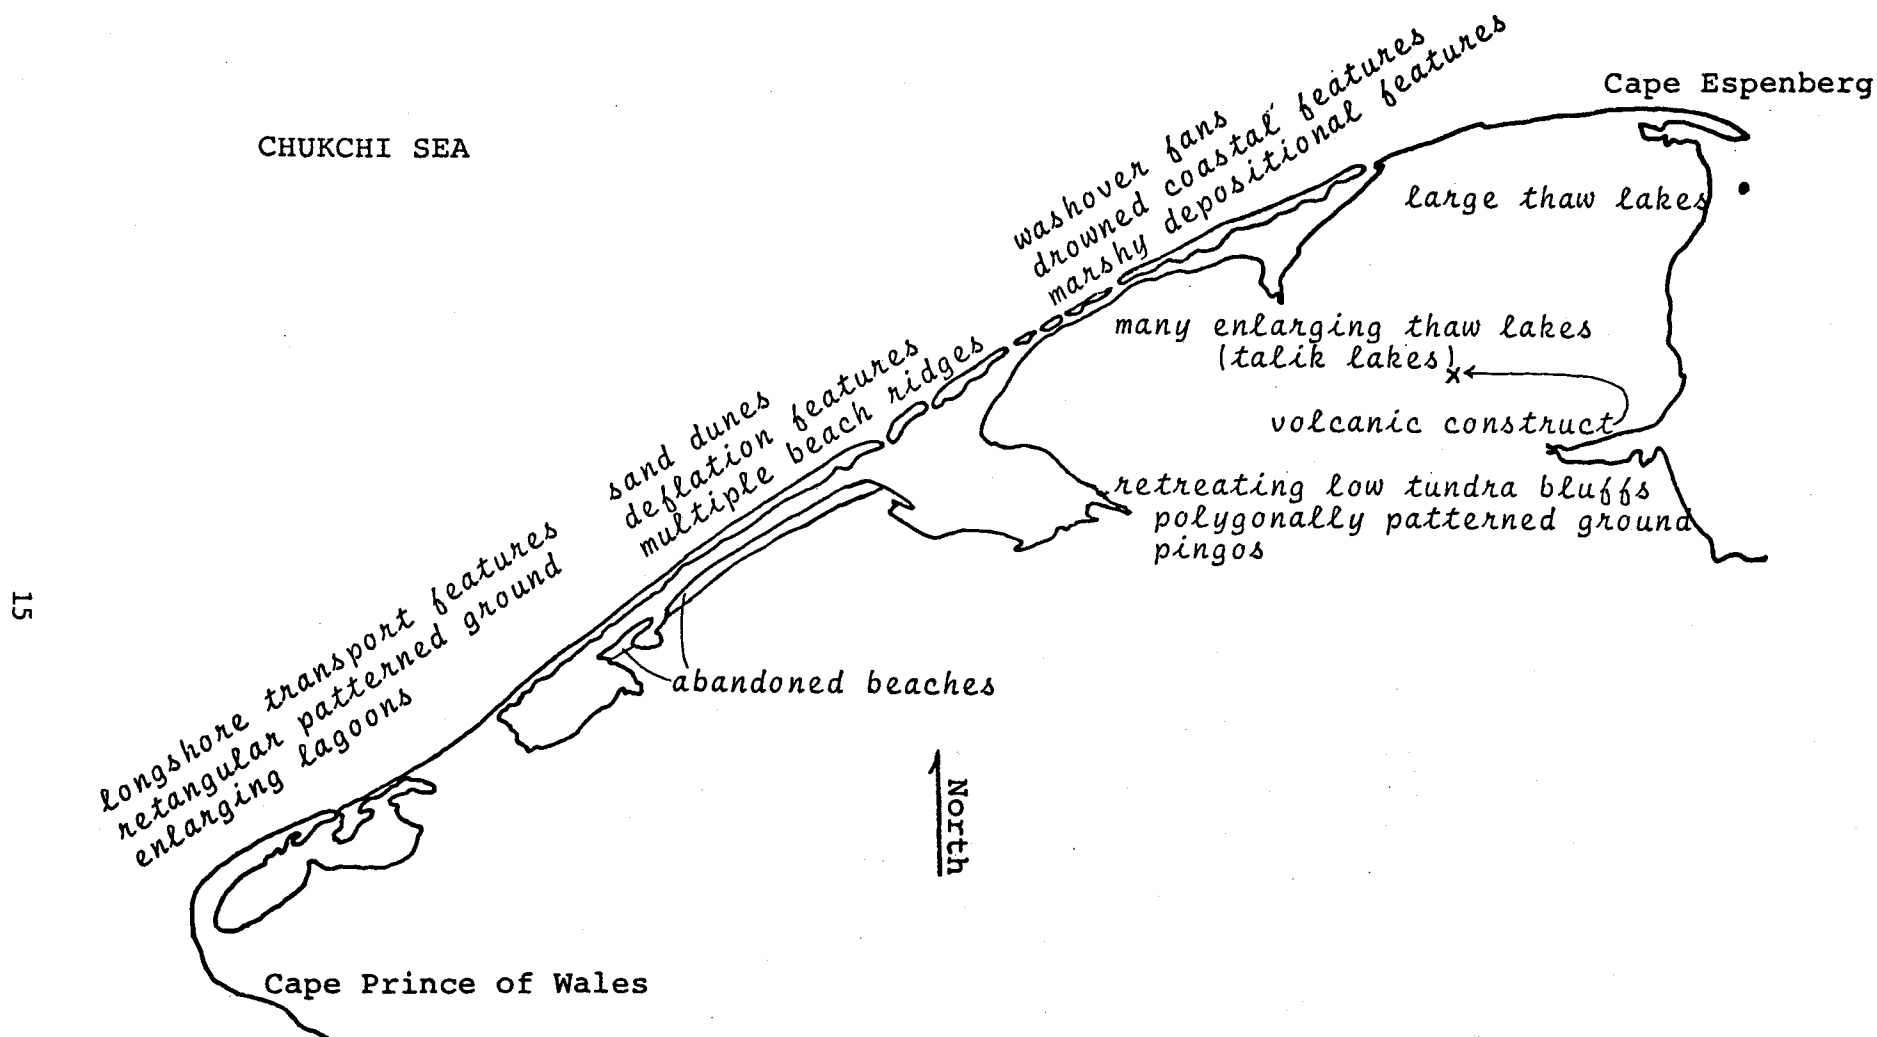 Cape Espenberg
CHUKCHI SEA
washover fans
drowned coastal features
marshy depositional features
large thaw lakes
many enlarging thaw lakes
(talik lakes)
x
volcanic construct
sand dunes
deflation features
multiple beach ridges
retreating low tundra bluffs
polygonally patterned ground
pingos
longshore transport features
retangular patterned ground
enlarging lagoons
abandoned beaches
North
Cape Prince of Wales
15